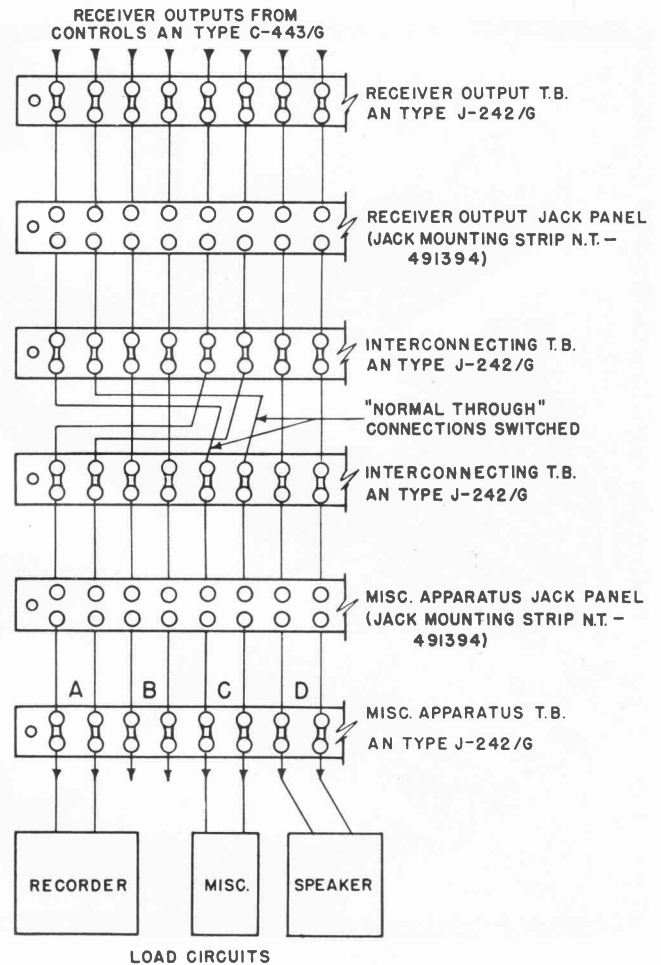 RECEIVER OUTPUTS FROM
CONTROLS AN TYPE C-443/G
RECEIVER OUTPUT T.B.
AN TYPE J-242/G
RECEIVER OUTPUT JACK PANEL
(JACK MOUNTING STRIP N.T. –
491394)
INTERCONNECTING T.B.
AN TYPE J-242/G
"NORMAL THROUGH"
CONNECTIONS SWITCHED
INTERCONNECTING T.B.
AN TYPE J-242/G
MISC. APPARATUS JACK PANEL
(JACK MOUNTING STRIP N.T. –
491394)
A B C D
MISC. APPARATUS T.B.
AN TYPE J-242/G
RECORDER MISC. SPEAKER
LOAD CIRCUITS